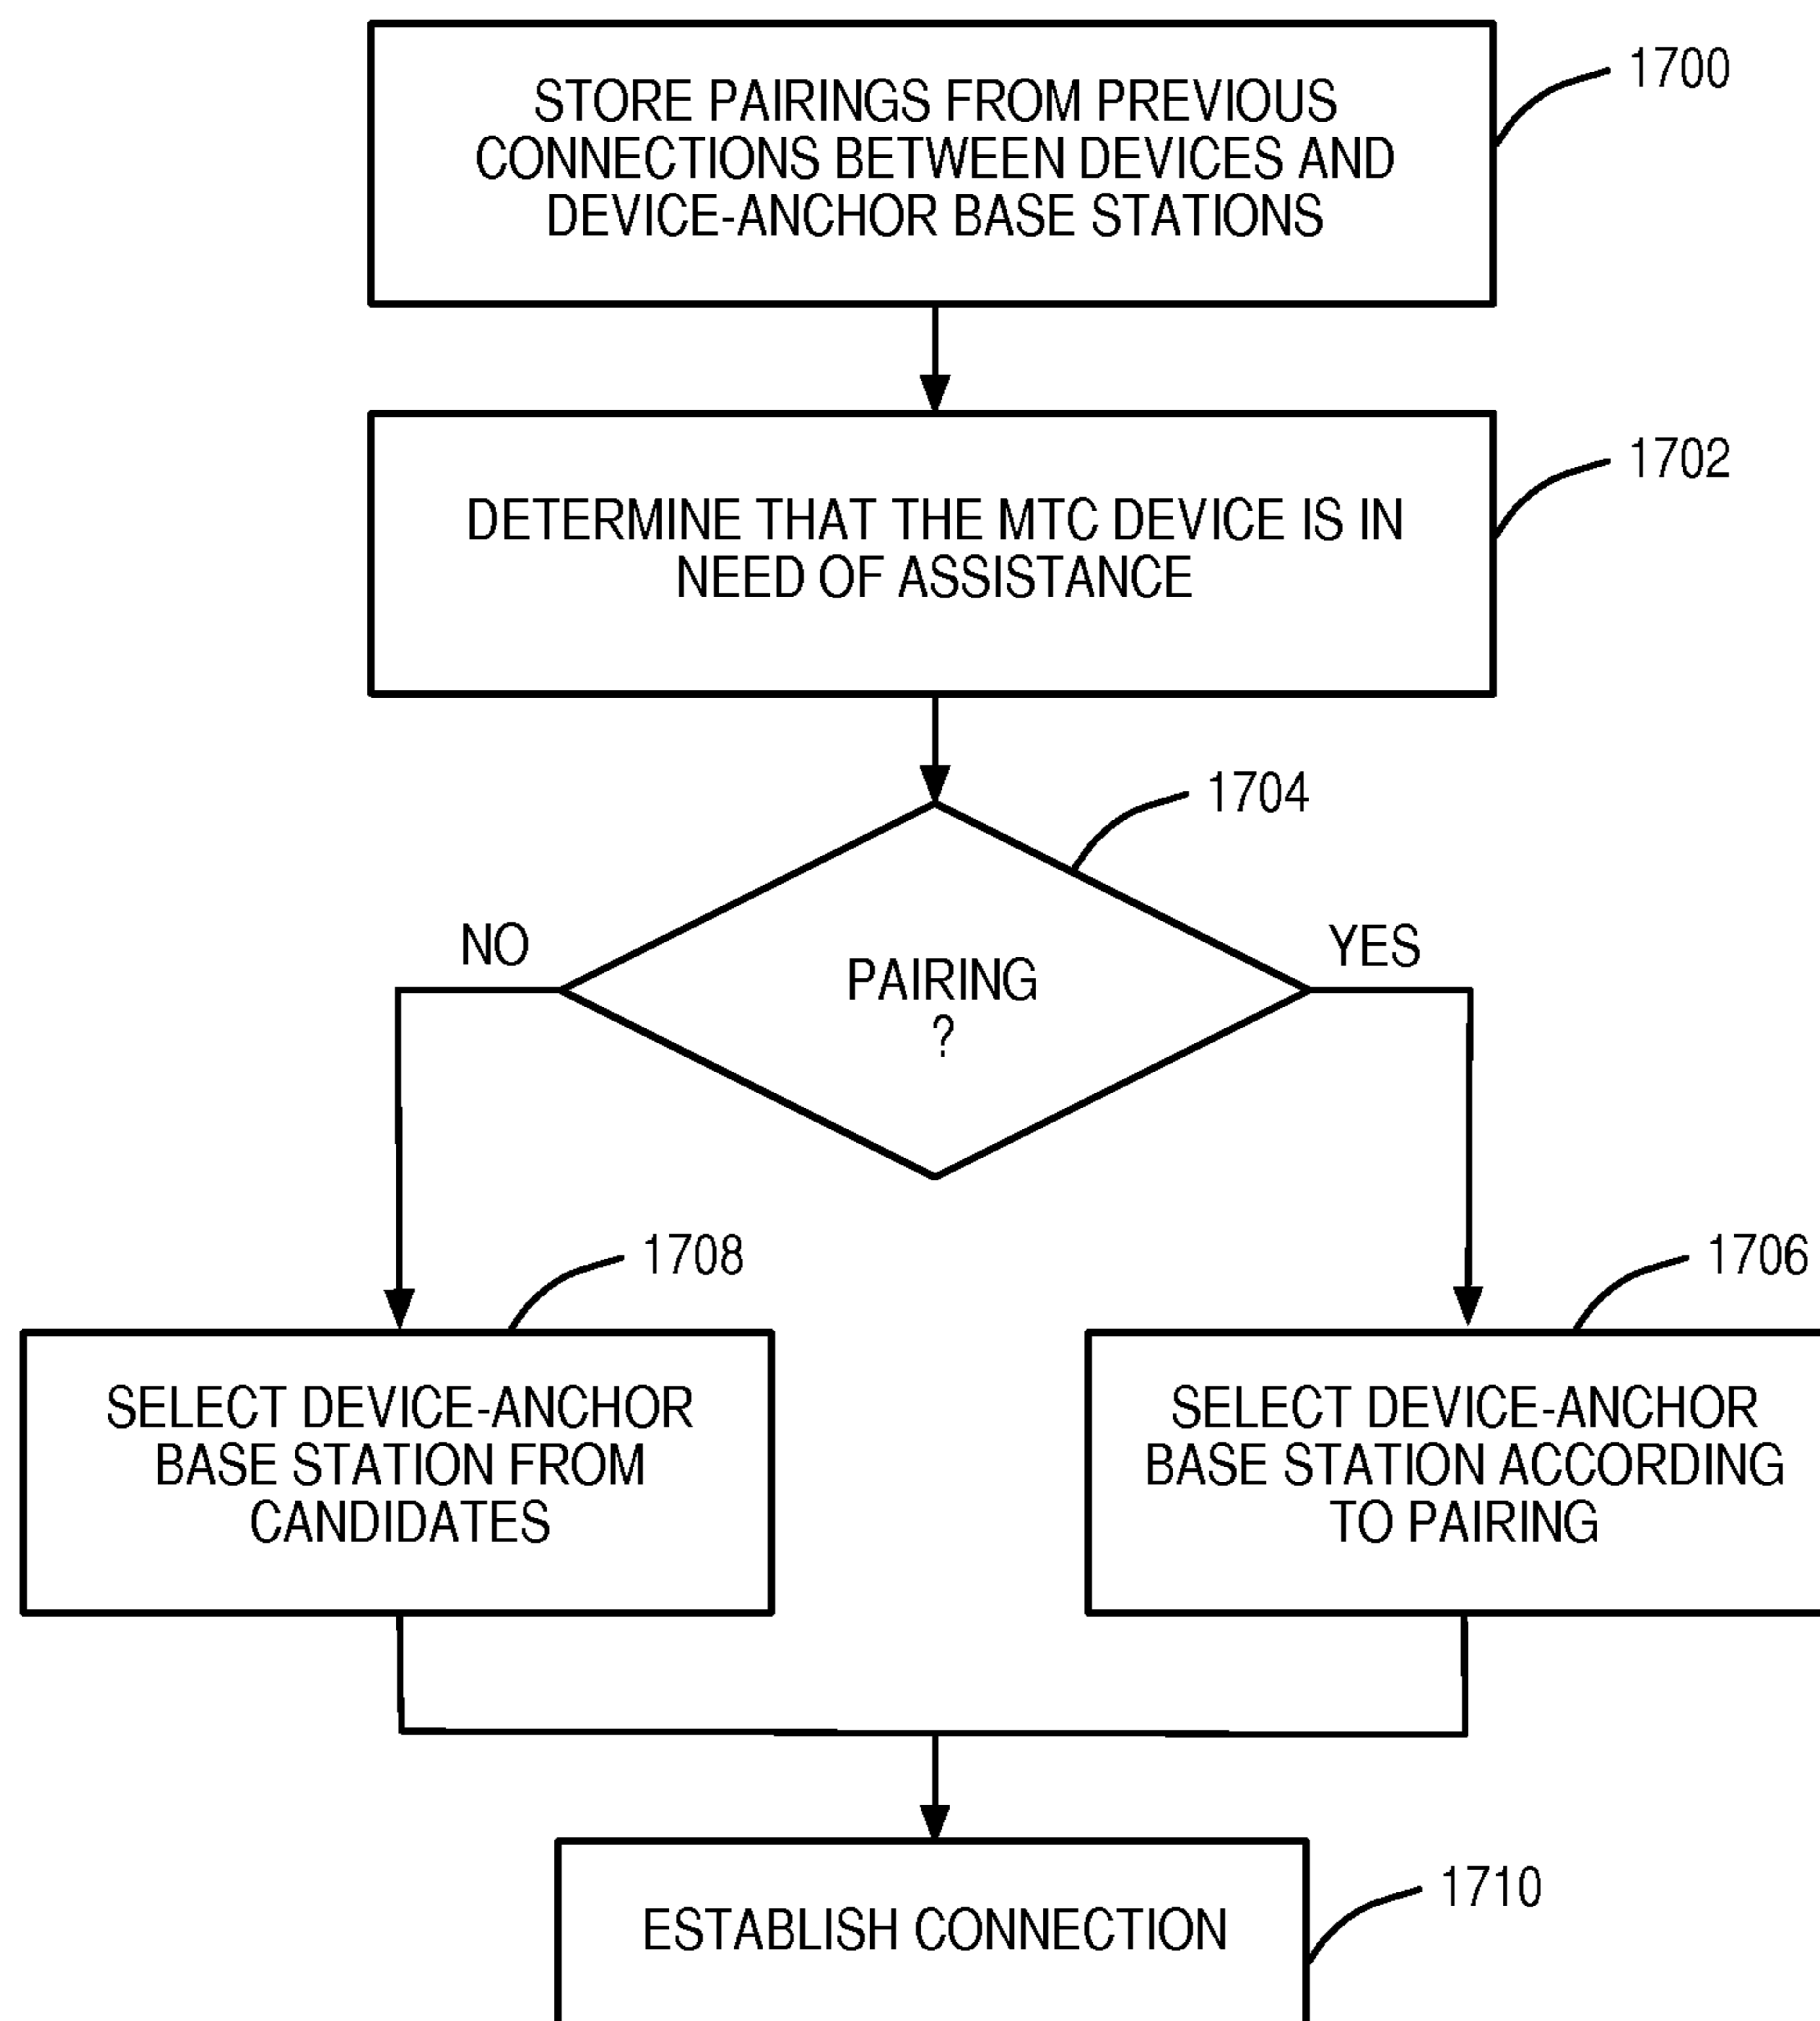 STORE PAIRINGS FROM PREVIOUS
CONNECTIONS BETWEEN DEVICES AND
DEVICE-ANCHOR BASE STATIONS
1700
DETERMINE THAT THE MTC DEVICE IS IN
NEED OF ASSISTANCE
1702
1704
NO
PAIRING
?
YES
1708
1706
SELECT DEVICE-ANCHOR
BASE STATION FROM
CANDIDATES
SELECT DEVICE-ANCHOR
BASE STATION ACCORDING
TO PAIRING
ESTABLISH CONNECTION
1710